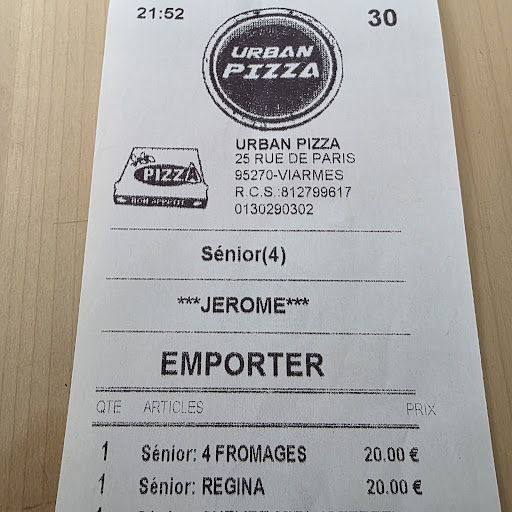 21:52
30
URBAN
PIZZA
URBAN PIZZA
25 RUE DE PARIS
95270-VIARMES
R.C.S.:812799617
0130290302
PIZZA
BON APPETIT
Sénior(4)
***JEROME***
EMPORTER
QTE ARTICLES PRIX
1 Sénior: 4 FROMAGES 20.00 €
1 Sénior: REGINA 20.00 €